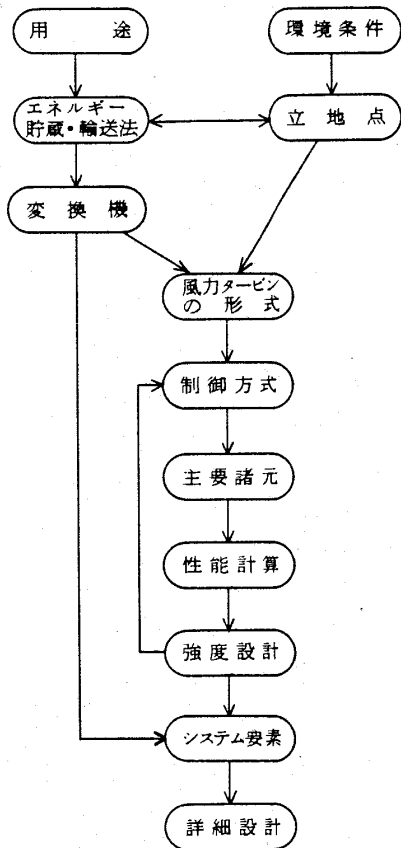 用途
環境条件
エネルギー
貯蔵・輸送法
立地点
変換機
風力タービン
の形式
制御方式
主要諸元
性能計算
強度設計
システム要素
詳細設計